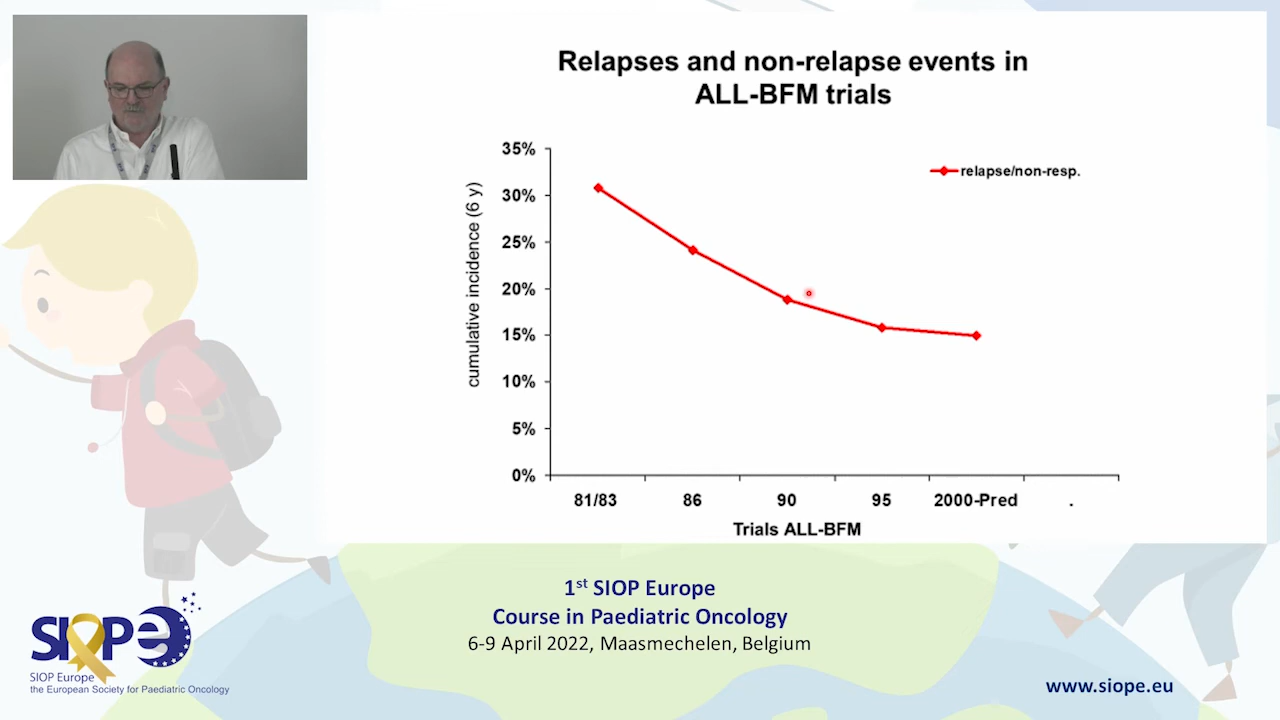 Relapses and non-relapse events in
ALL-BFM trials
cumulative incidence (6 y)
35%
30%
25%
20%
15%
10%
5%
0%
relapse/non-resp.
81/83
86
90
95
2000-Pred
.
Trials ALL-BFM
1st SIOP Europe
Course in Paediatric Oncology
6-9 April 2022, Maasmechelen, Belgium
SIOPe
SIOP Europe
the European Society for Paediatric Oncology
www.siope.eu